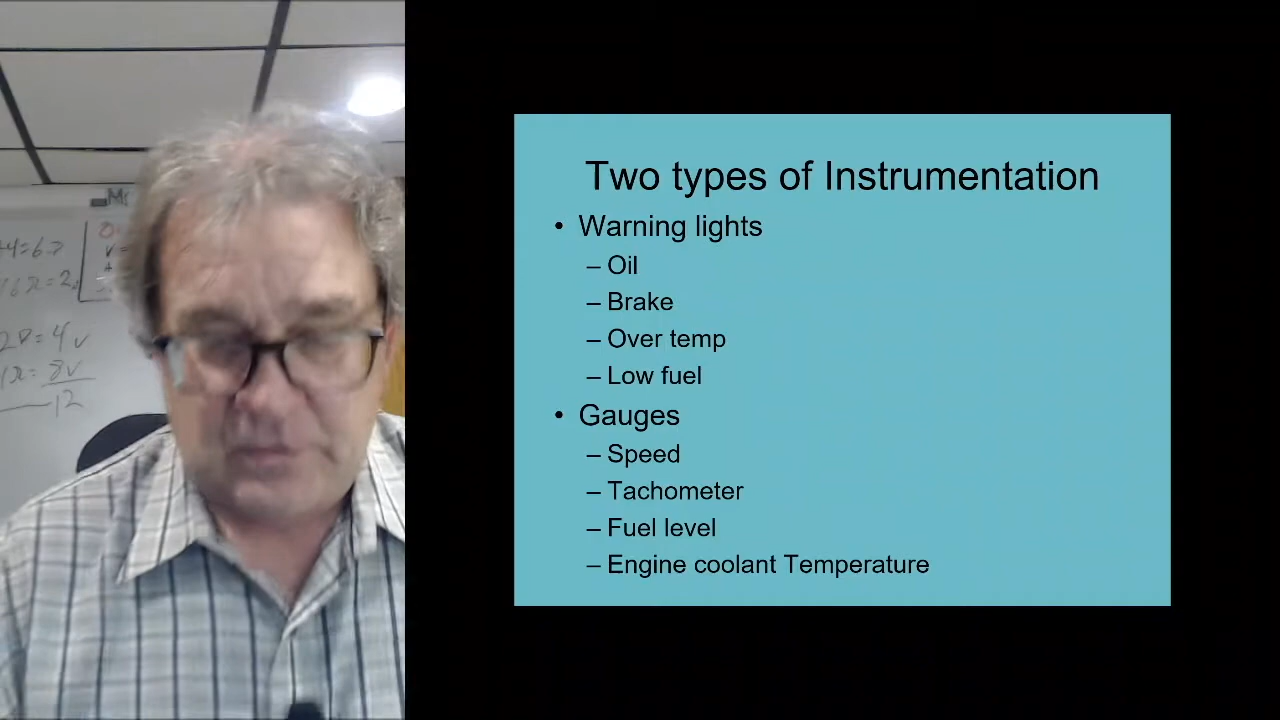 Two types of Instrumentation
• Warning lights
– Oil
– Brake
– Over temp
– Low fuel
• Gauges
– Speed
– Tachometer
– Fuel level
– Engine coannot Temperature